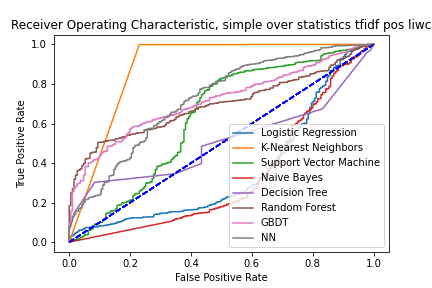 Receiver Operating Characteristic, simple over statistics tfidf pos liwc
1.0
0.8
0.6
0.4
0.2
0.0
True Positive Rate
Logistic Regression
K-Nearest Neighbors
Support Vector Machine
Naive Bayes
Decision Tree
Random Forest
GBDT
NN
0.0 0.2 0.4 0.6 0.8 1.0
False Positive Rate